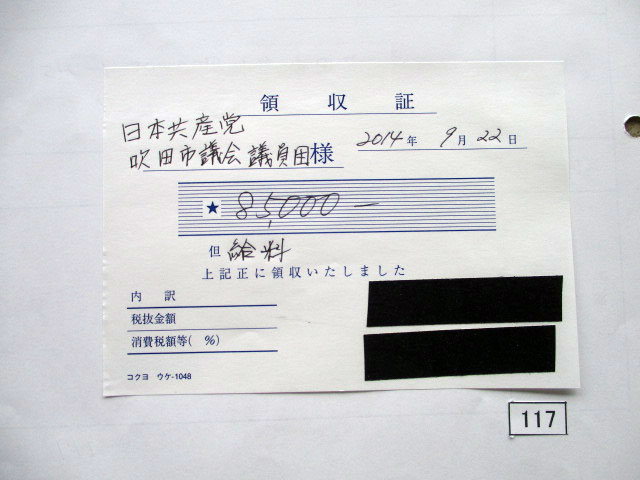 領収証
日本共産党
吹田市議会議員団様
2014年9月22日
★ 85,000―
但 給料
上記正に領収いたしました
内訳
税抜金額
消費税額等( %)
コクヨ ウケ-1048
117